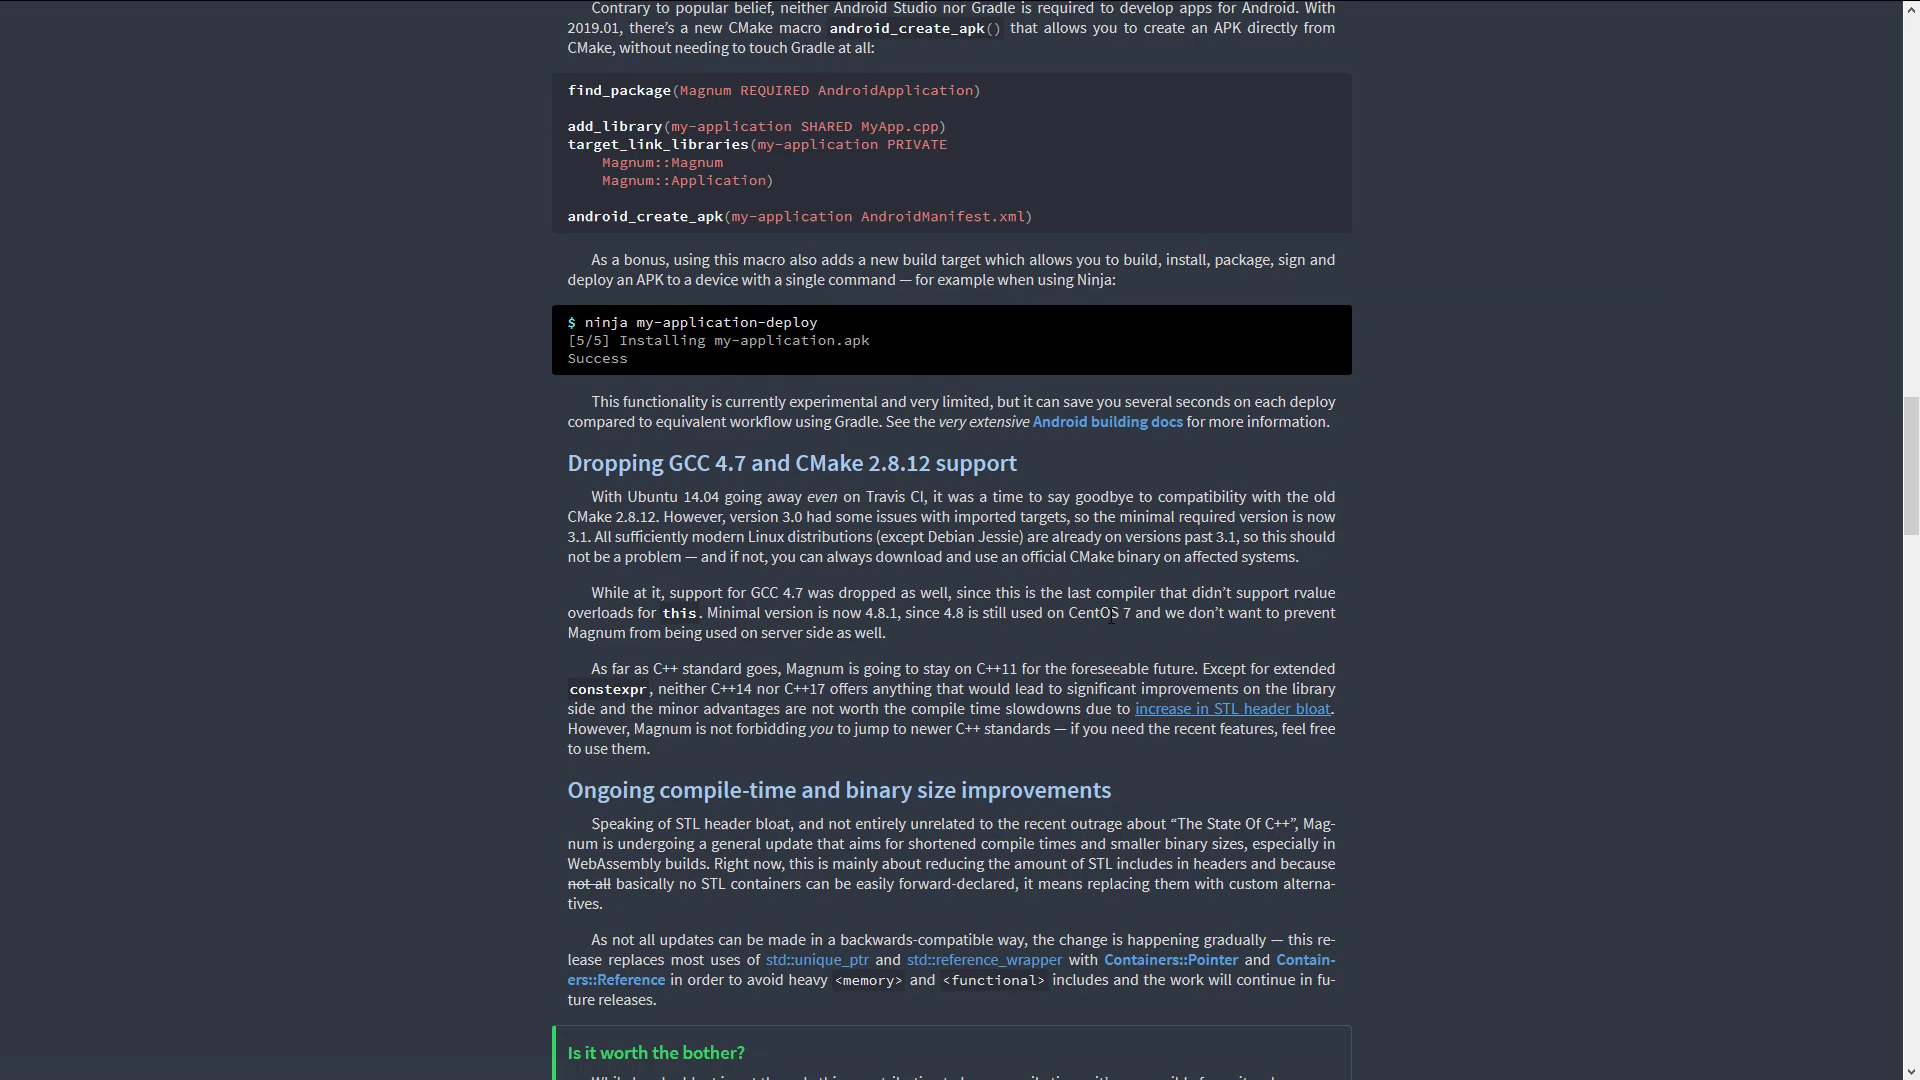 Contrary to popular belief, neither Android Studio nor Gradle is required to develop apps for Android. With
2019.01, there’s a new CMake macro android_create_apk() that allows you to create an APK directly from
CMake, without needing to touch Gradle at all:
find_package(Magnum REQUIRED AndroidApplication)
add_library(my-application SHARED MyApp.cpp)
target_link_libraries(my-application PRIVATE
Magnum::Magnum
Magnum::Application)
android_create_apk(my-application AndroidManifest.xml)
As a bonus, using this macro also adds a new build target which allows you to build, install, package, sign and
deploy an APK to a device with a single command — for example when using Ninja:
$ ninja my-application-deploy
[5/5] Installing my-application.apk
Success
This functionality is currently experimental and very limited, but it can save you several seconds on each deploy
compared to equivalent workflow using Gradle. See the very extensive Android building docs for more information.
Dropping GCC 4.7 and CMake 2.8.12 support
With Ubuntu 14.04 going away even on Travis CI, it was a time to say goodbye to compatibility with the old
CMake 2.8.12. However, version 3.0 had some issues with imported targets, so the minimal required version is now
3.1. All sufficiently modern Linux distributions (except Debian Jessie) are already on versions past 3.1, so this should
not be a problem — and if not, you can always download and use an official CMake binary on affected systems.
While at it, support for GCC 4.7 was dropped as well, since this is the last compiler that didn’t support rvalue
overloads for this. Minimal version is now 4.8.1, since 4.8 is still used on CentOS 7 and we don’t want to prevent
Magnum from being used on server side as well.
As far as C++ standard goes, Magnum is going to stay on C++11 for the foreseeable future. Except for extended
constexpr, neither C++14 nor C++17 offers anything that would lead to significant improvements on the library
side and the minor advantages are not worth the compile time slowdowns due to increase in STL header bloat.
However, Magnum is not forbidding you to jump to newer C++ standards — if you need the recent features, feel free
to use them.
Ongoing compile-time and binary size improvements
Speaking of STL header bloat, and not entirely unrelated to the recent outrage about “The State Of C++”, Mag-
num is undergoing a general update that aims for shortened compile times and smaller binary sizes, especially in
WebAssembly builds. Right now, this is mainly about reducing the amount of STL includes in headers and because
not all basically no STL containers can be easily forward-declared, it means replacing them with custom alterna-
tives.
As not all updates can be made in a backwards-compatible way, the change is happening gradually — this re-
lease replaces most uses of std::unique_ptr and std::reference_wrapper with Containers::Pointer and Contain-
ers::Reference in order to avoid heavy <memory> and <functional> includes and the work will continue in fu-
ture releases.
Is it worth the bother?